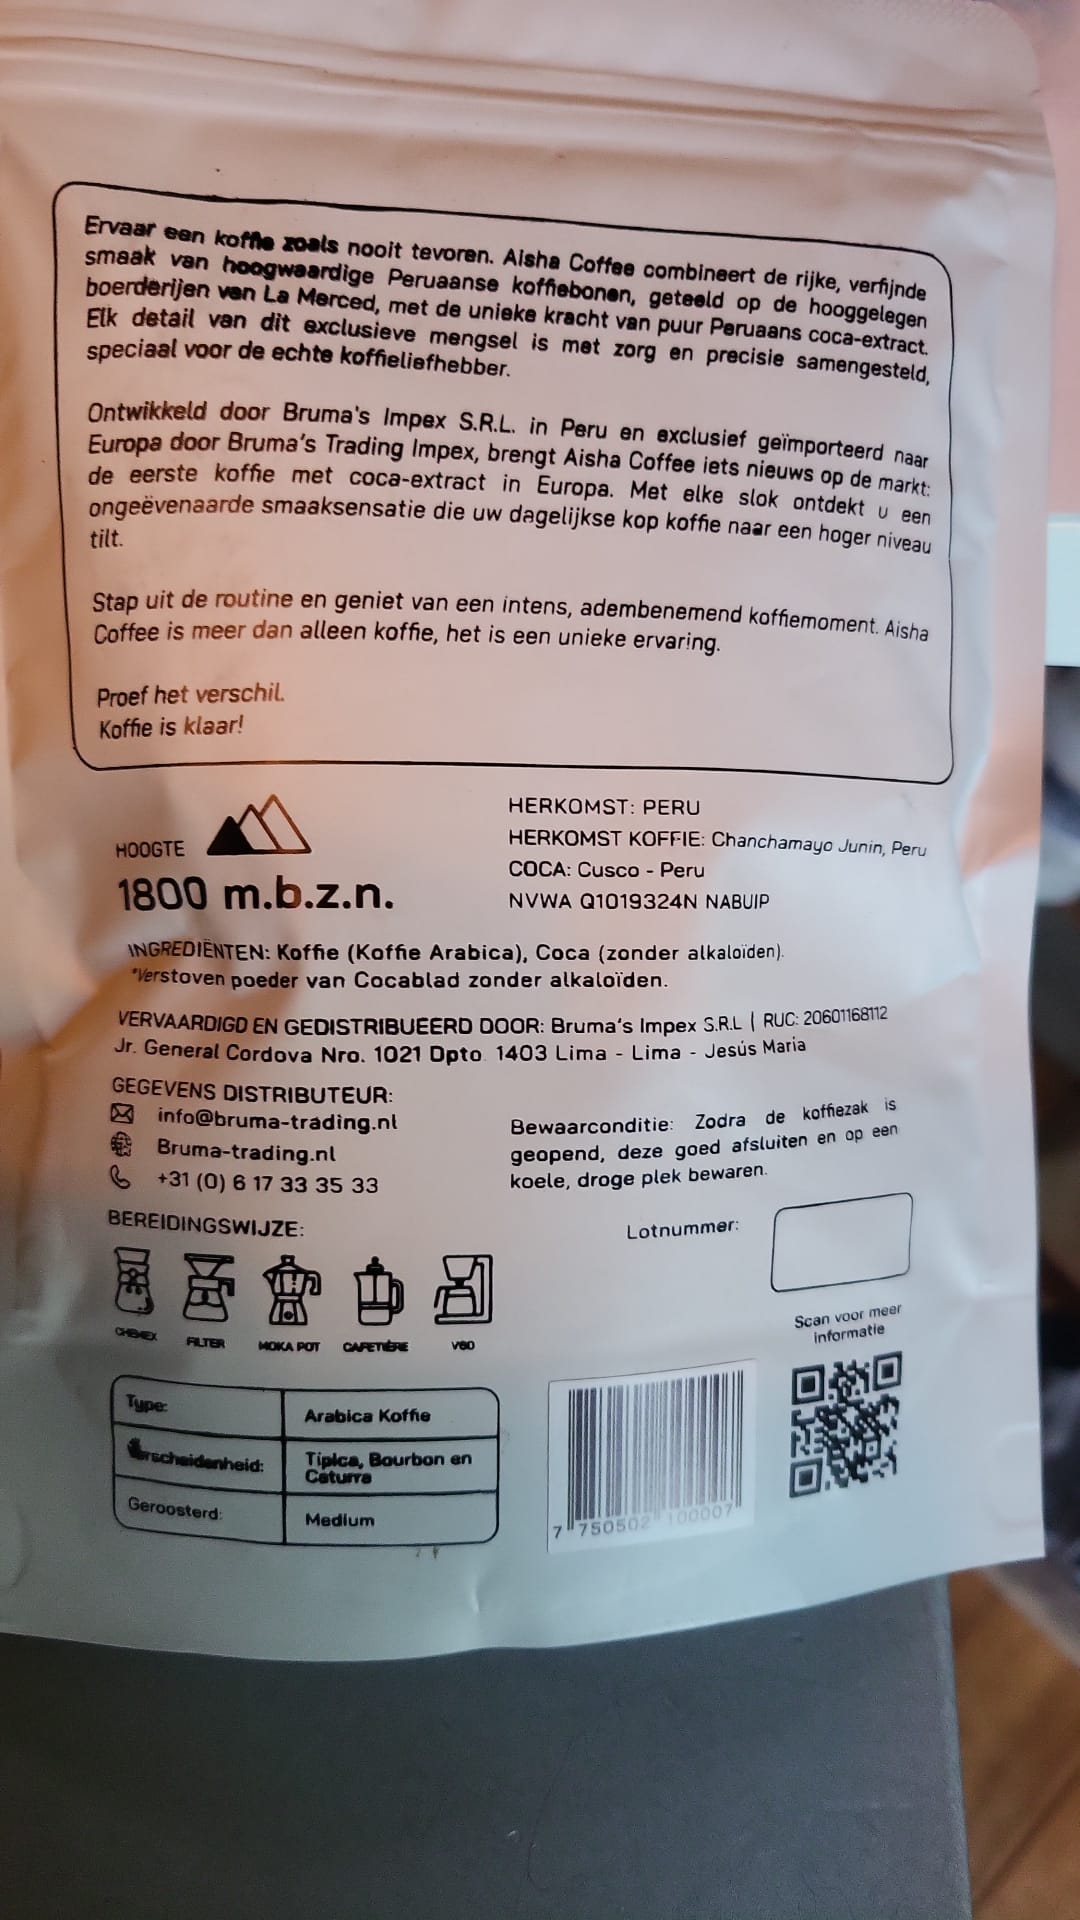 Ervaar een koffie zoals nooit tevoren. Aisha Coffee combineert de rijke, verfijnde
smaak van hoogwaardige Peruaanse koffiebonen, geteeld op de hooggelegen
boerderijen van La Merced, met de unieke kracht van puur Peruaans coca-extract.
Elk detail van dit exclusieve mengsel is met zorg en precisie samengesteld,
speciaal voor de echte koffieliefhebber.
Ontwikkeld door Bruma's Impex S.R.L. in Peru en exclusief geïmporteerd naar
Europa door Bruma's Trading Impex, brengt Aisha Coffee iets nieuws op de markt:
de eerste koffie met coca-extract in Europa. Met elke slok ontdekt u een
ongeëvenaarde smaaksensatie die uw dagelijkse kop koffie naar een hoger niveau
tilt.
Stap uit de routine en geniet van een intens, adembenemend koffiemoment. Aisha
Coffee is meer dan alleen koffie, het is een unieke ervaring.
Proef het verschil.
Koffie is klaar!
HOOGTE
1800 m.b.z.n.
HERKOMST: PERU
HERKOMST KOFFIE: Chanchamayo Junin, Peru
COCA: Cusco - Peru
NVWA Q1019324N NABUIP
INGREDIËNTEN: Koffie (Koffie Arabica), Coca (zonder alkaloïden).
*Verstoven poeder van Cocablad zonder alkaloïden.
VERVAARDIGD EN GEDISTRIBUEERD DOOR: Bruma's Impex S.R.L | RUC: 20601168112
Jr. General Cordova Nro. 1021 Dpto. 1403 Lima - Lima - Jesús Maria
GEGEVENS DISTRIBUTEUR:
info@bruma-trading.nl
Bruma-trading.nl
+31 (0) 6 17 33 35 33
Bewaarconditie: Zodra de koffiezak is
geopend, deze goed afsluiten en op een
koele, droge plek bewaren.
BEREIDINGSWIJZE:
CHEMEX FILTER MOKA POT CAFETIÈRE V60
Lotnummer:
Scan voor meer
informatie
Type: Arabica Koffie
Verscheidenheid: Típica, Bourbon en
Caturra
Geroosterd: Medium
7 750502 100007